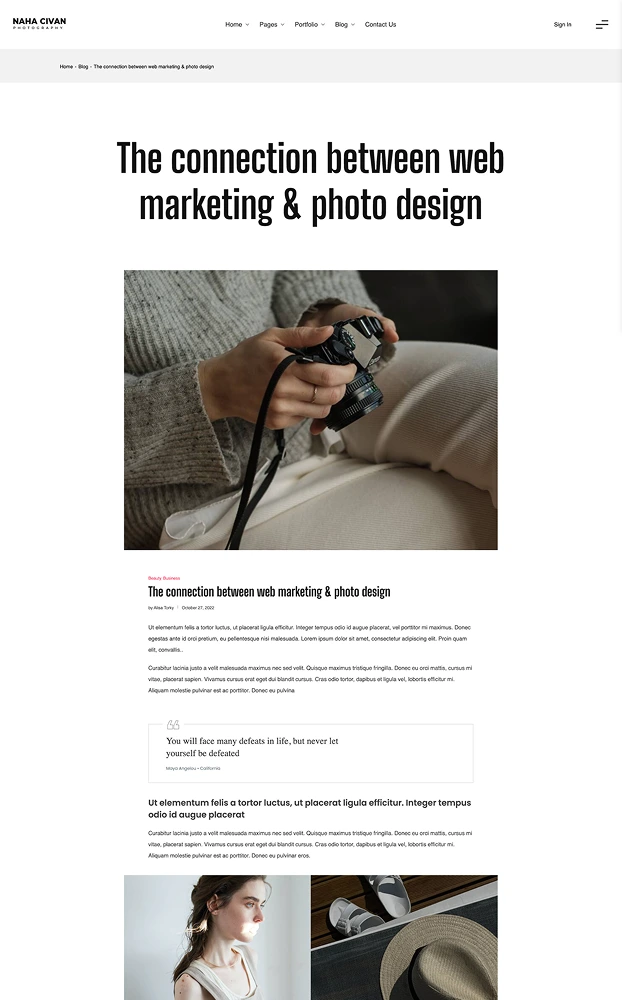 NAHA CIVAN
PHOTOGRAPHY
Home Pages Portfolio Blog Contact Us
Sign In
Home - Blog - The connection between web marketing & photo design
The connection between web
marketing & photo design
Beauty Business
The connection between web marketing & photo design
by Alisa Torky / October 27, 2022
Ut elementum felis a tortor luctus, ut placerat ligula efficitur. Integer tempus odio id augue placerat, vel porttitor mi maximus. Donec
egestas ante id orci pretium, eu pellentesque nisi malesuada. Lorem ipsum dolor sit amet, consectetur adipiscing elit. Proin quam
elit, convallis..
Curabitur lacinia justo a velit malesuada maximus nec sed velit. Quisque maximus tristique fringilla. Donec eu orci mattis, cursus mi
vitae, placerat sapien. Vivamus cursus erat eget dui blandit cursus. Cras odio tortor, dapibus et ligula vel, lobortis efficitur mi.
Aliquam molestie pulvinar est ac porttitor. Donec eu pulvina
You will face many defeats in life, but never let
yourself be defeated
Maya Angelou - California
Ut elementum felis a tortor luctus, ut placerat ligula efficitur. Integer tempus
odio id augue placerat
Curabitur lacinia justo a velit malesuada maximus nec sed velit. Quisque maximus tristique fringilla. Donec eu orci mattis, cursus mi
vitae, placerat sapien. Vivamus cursus erat eget dui blandit cursus. Cras odio tortor, dapibus et ligula vel, lobortis efficitur mi.
Aliquam molestie pulvinar est ac porttitor. Donec eu pulvinar eros.